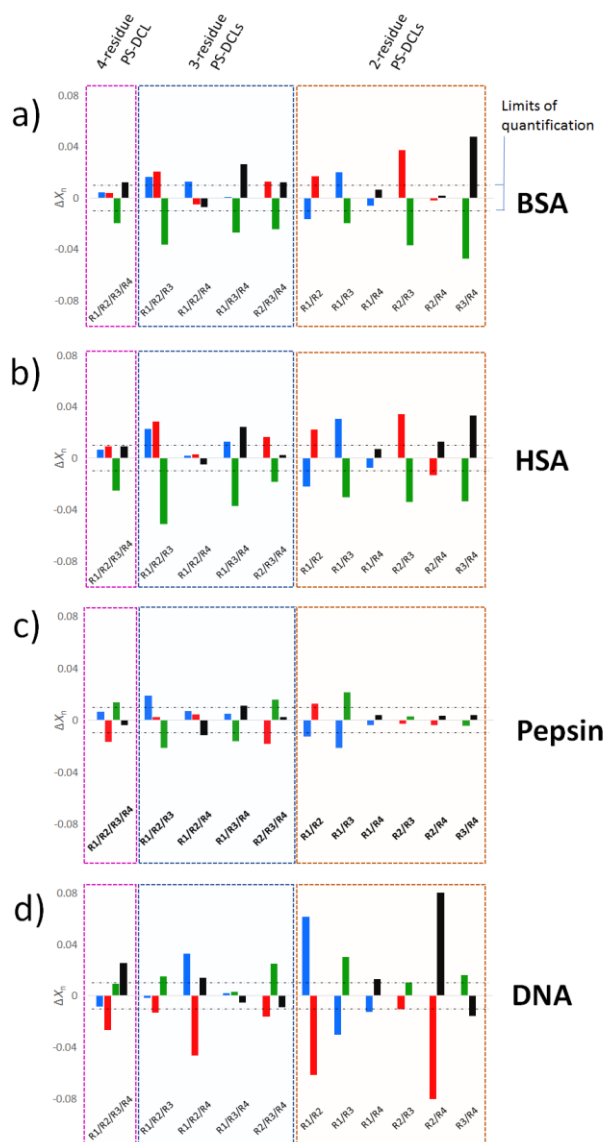 4-residue
PS-DCL
3-residue
PS-DCLs
2-residue
PS-DCLs
a)
0.08
0.04
0
-0.04
-0.08
ΔXn
Limits of
quantification
BSA
R1/R2/R3/R4
R1/R2/R3
R1/R2/R4
R1/R3/R4
R2/R3/R4
R1/R2
R1/R3
R1/R4
R2/R3
R2/R4
R3/R4
b)
0.08
0.04
0
-0.04
-0.08
ΔXn
HSA
R1/R2/R3/R4
R1/R2/R3
R1/R2/R4
R1/R3/R4
R2/R3/R4
R1/R2
R1/R3
R1/R4
R2/R3
R2/R4
R3/R4
c)
0.08
0.04
0
-0.04
-0.08
ΔXn
Pepsin
R1/R2/R3/R4
R1/R2/R3
R1/R2/R4
R1/R3/R4
R2/R3/R4
R1/R2
R1/R3
R1/R4
R2/R3
R2/R4
R3/R4
d)
0.08
0.04
0
-0.04
-0.08
ΔXn
DNA
R1/R2/R3/R4
R1/R2/R3
R1/R2/R4
R1/R3/R4
R2/R3/R4
R1/R2
R1/R3
R1/R4
R2/R3
R2/R4
R3/R4